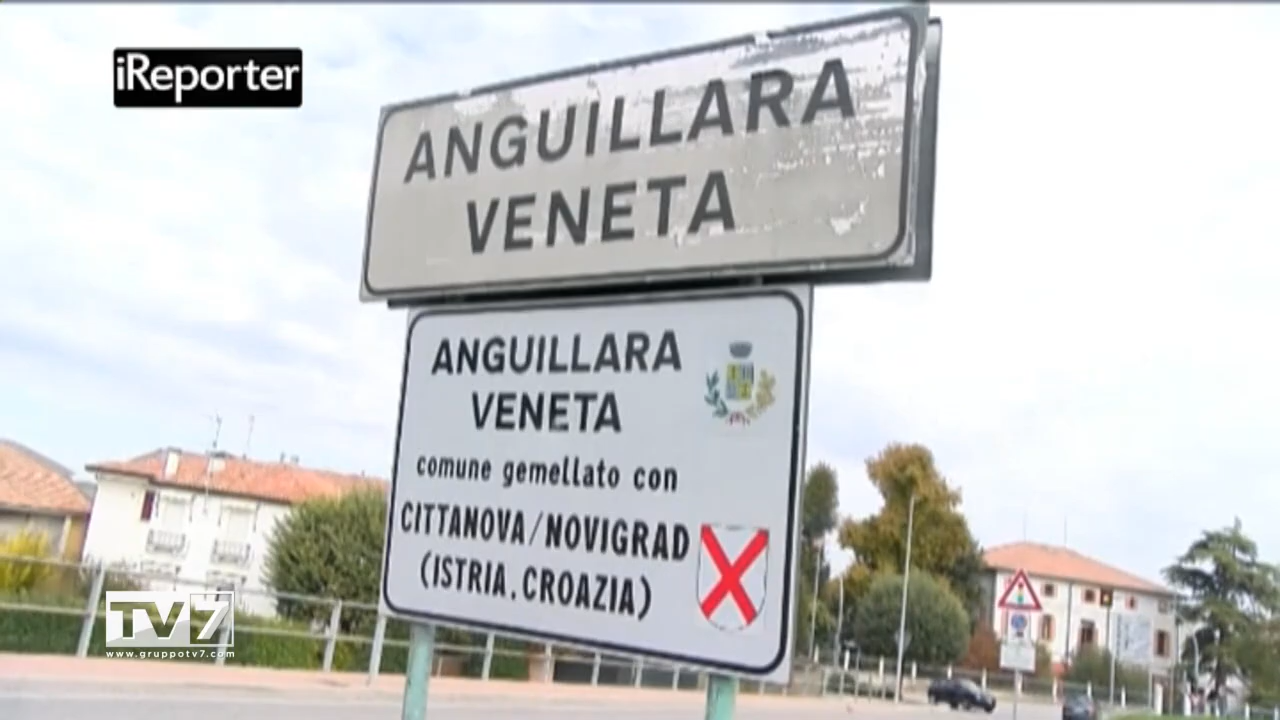 iReporter
ANGUILLARA
VENETA
ANGUILLARA
VENETA
comune gemellato con
CITTANOVA/NOVIGRAD
(ISTRIA.CROAZIA)
TV7
www.gruppotv7.com